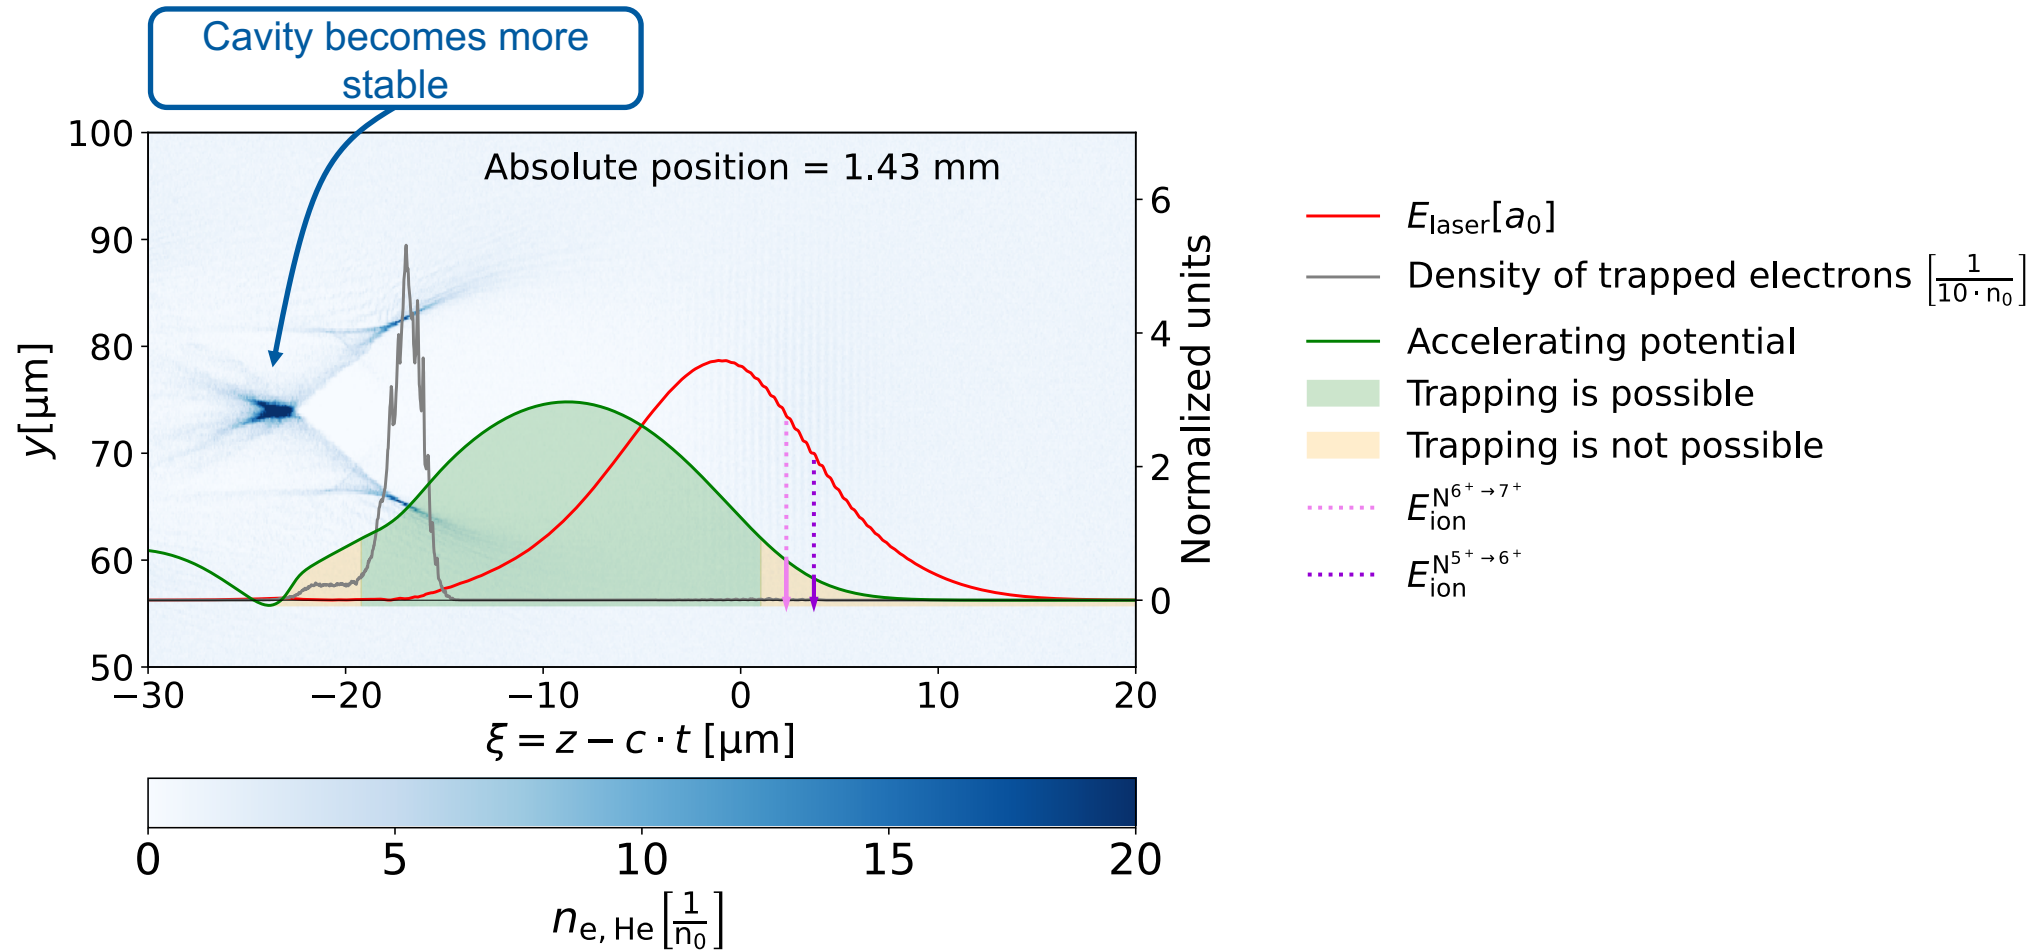 Cavity becomes more
stable
Absolute position = 1.43 mm
100
90
80
70
60
50
y[μm]
6
4
2
0
Normalized units
−30
−20
−10
0
10
20
ξ = z − c · t [μm]
0
5
10
15
20
n_e, He [1/n_0]
E_laser[a_0]
Density of trapped electrons [1/(10 · n_0)]
Accelerating potential
Trapping is possible
Trapping is not possible
E_ion^N^6+→7+
E_ion^N^5+→6+